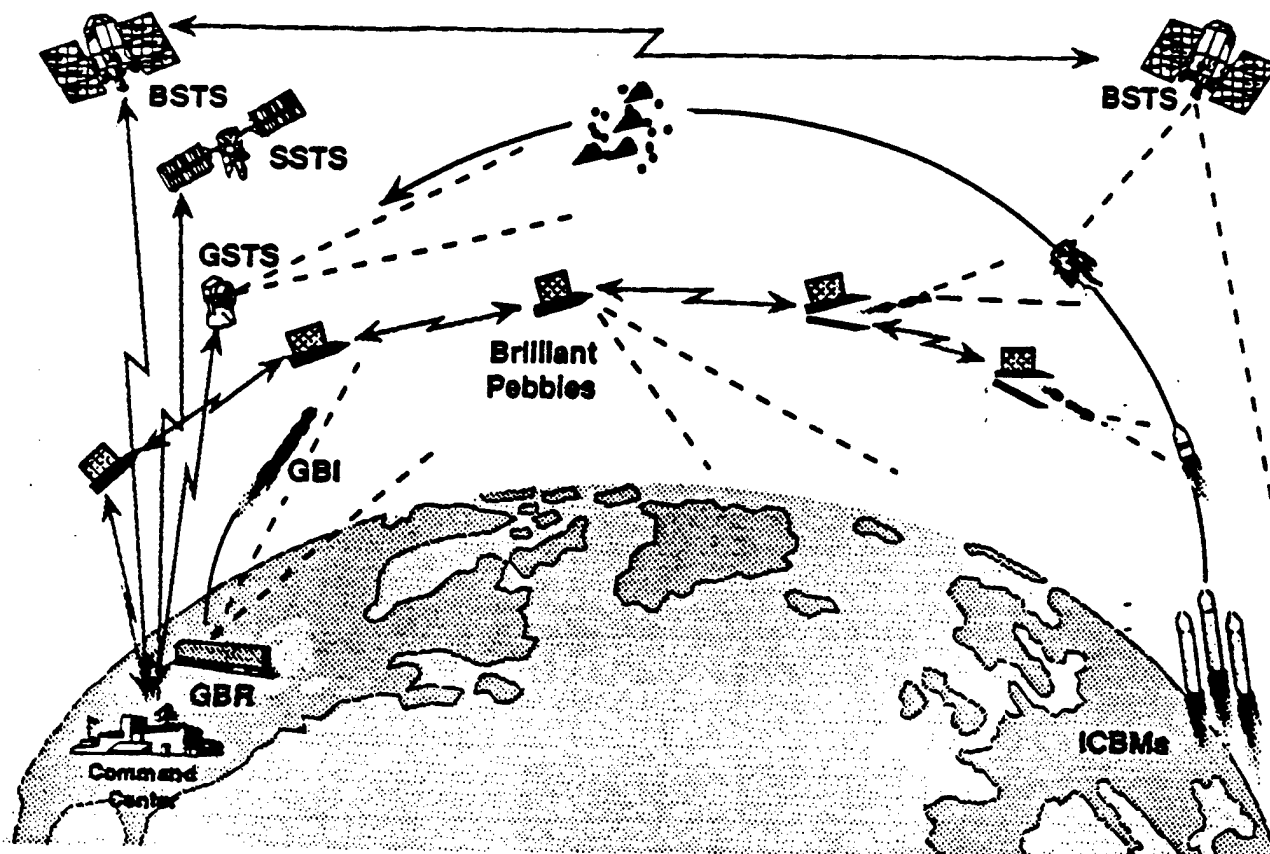 BSTS
BSTS
SSTS
GSTS
Brilliant
Pebbles
GBI
GBR
ICBMs
Command
Center